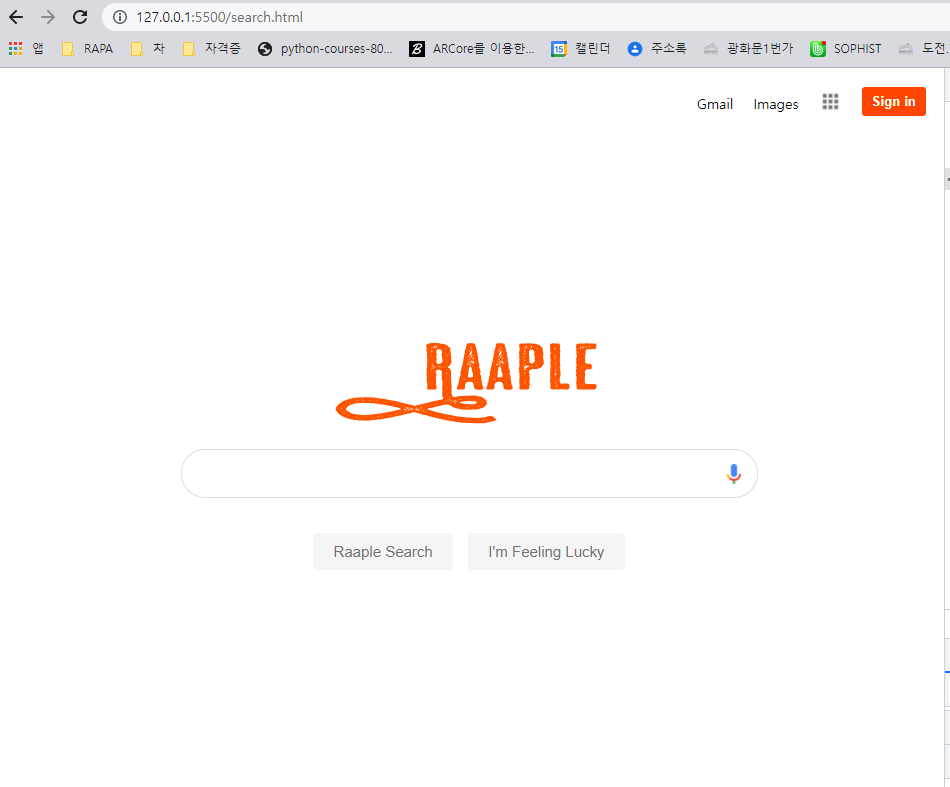 127.0.0.1:5500/search.html
앱 RAPA 차 자격증 python-courses-80... ARCore를 이용한... 15 캘린더 주소록 광화문1번가 SOPHIST 도전.
Gmail Images Sign in
RAAPLE
Raaple Search I'm Feeling Lucky